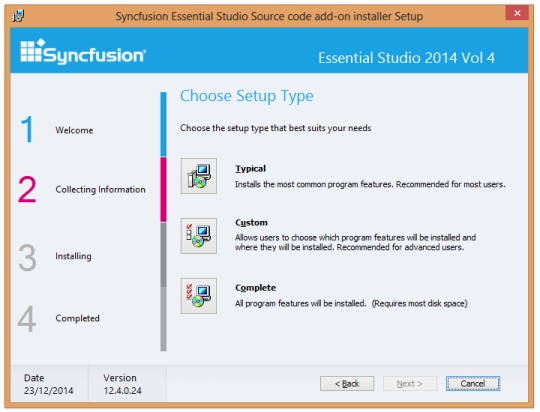 Syncfusion Essential Studio Source code add-on installer Setup
Syncfusion
Essential Studio 2014 Vol 4
Choose Setup Type
Choose the setup type that best suits your needs
1 Welcome
2 Collecting Information
3 Installing
4 Completed
Typical
Installs the most common program features. Recommended for most users.
Custom
Allows users to choose which program features will be installed and
where they will be installed. Recommended for advanced users.
Complete
All program features will be installed. (Requires most disk space)
Date
23/12/2014
Version
12.4.0.24
< Back
Next >
Cancel